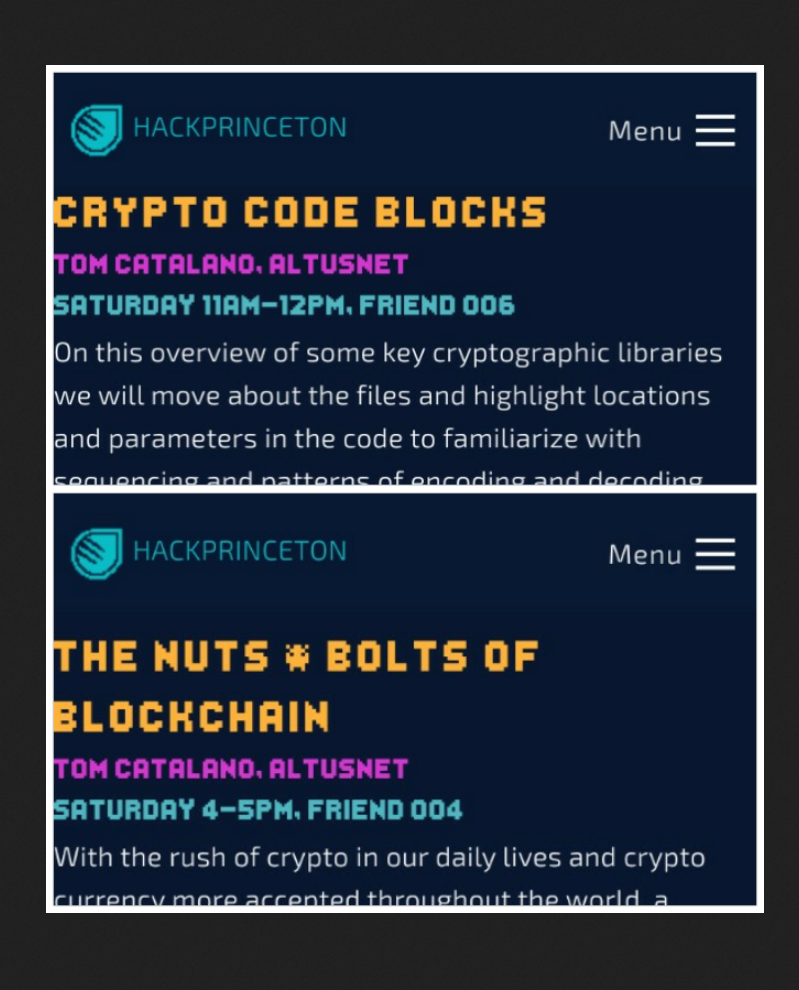 HACKPRINCETON
Menu
CRYPTO CODE BLOCKS
TOM CATALANO, ALTUSNET
SATURDAY 11AM-12PM, FRIEND 006
On this overview of some key cryptographic libraries
we will move about the files and highlight locations
and parameters in the code to familiarize with
sequencing and patterns of encoding and decoding
HACKPRINCETON
Menu
THE NUTS & BOLTS OF
BLOCKCHAIN
TOM CATALANO, ALTUSNET
SATURDAY 4-5PM, FRIEND 004
With the rush of crypto in our daily lives and crypto
currency more accepted throughout the world, a